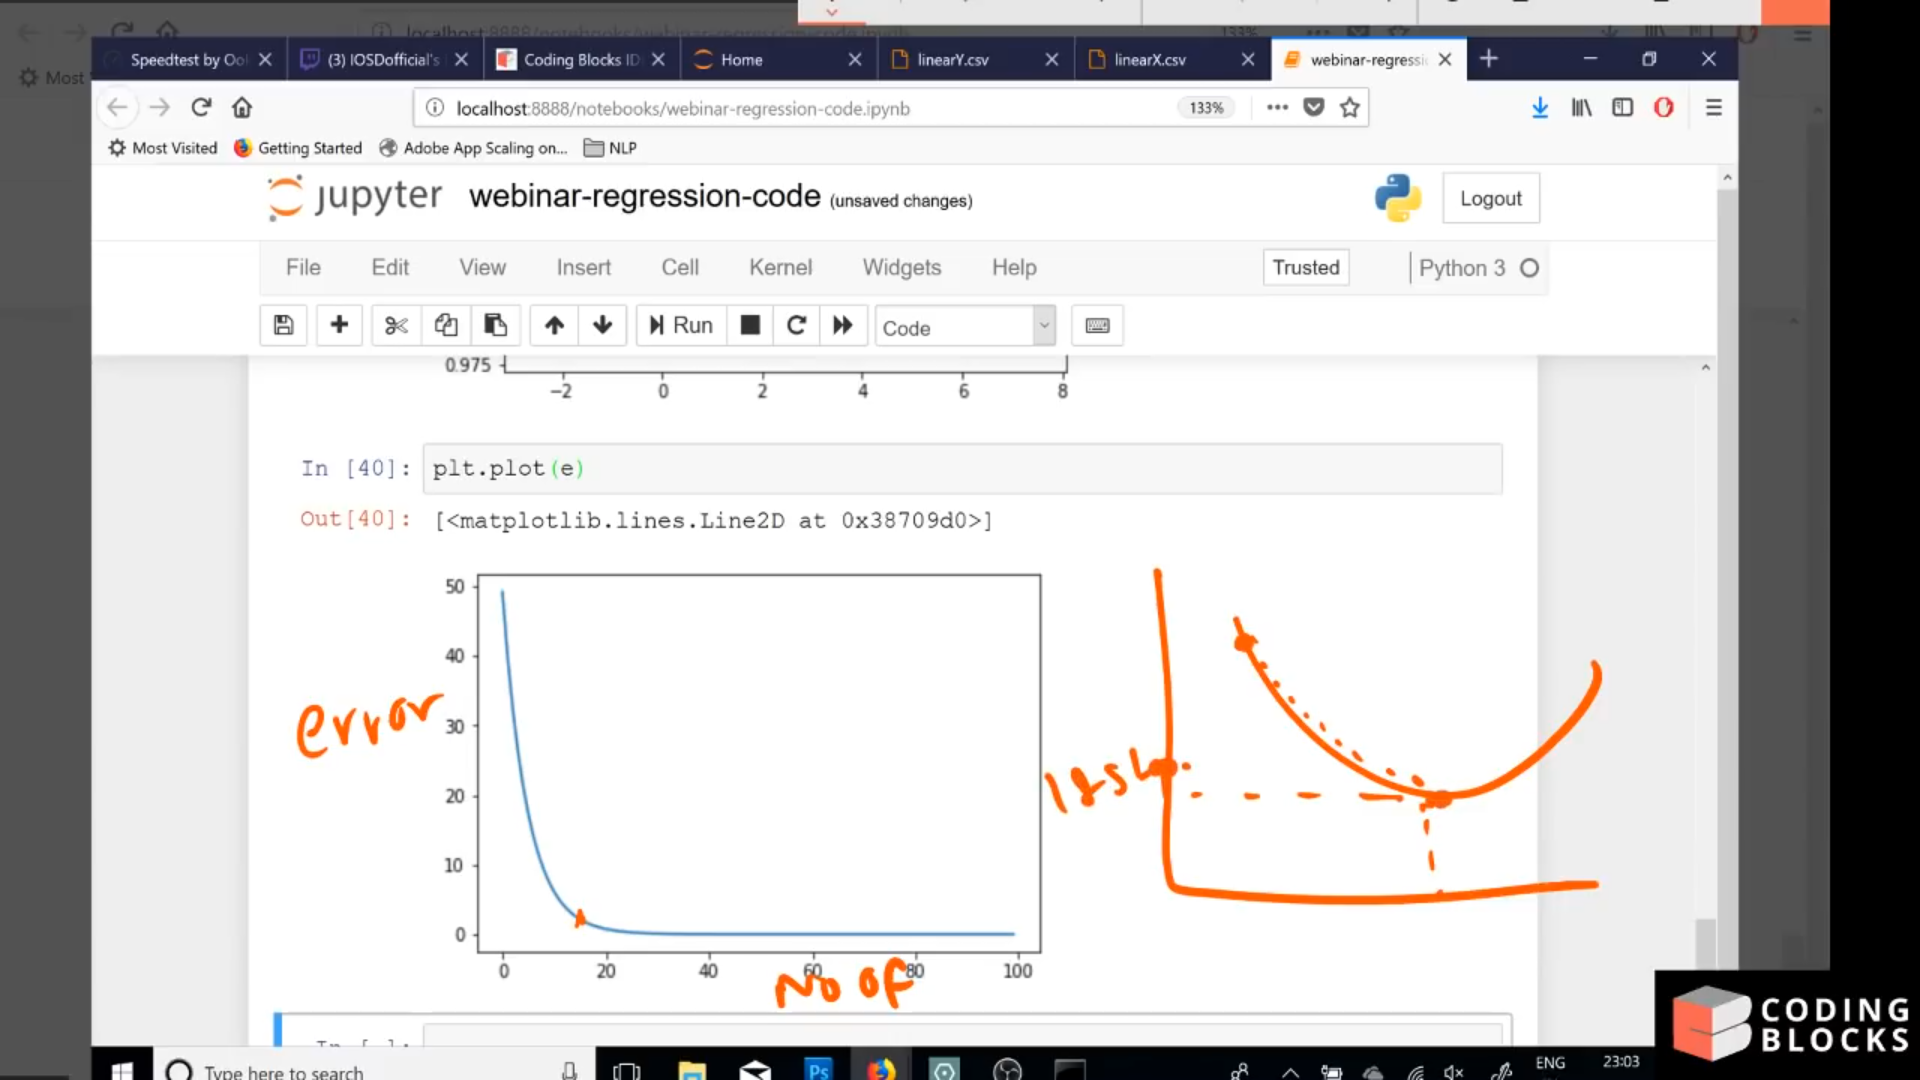 Speedtest by Ool
(3) IOSDofficial's
Coding Blocks ID
Home
linearY.csv
linearX.csv
webinar-regressi
localhost:8888/notebooks/webinar-regression-code.ipynb
133%
Most Visited
Getting Started
Adobe App Scaling on...
NLP
jupyter webinar-regression-code (unsaved changes)
Logout
File Edit View Insert Cell Kernel Widgets Help
Trusted
Python 3
Run
Code
0.975
−2 0 2 4 6 8
In [40]: plt.plot(e)
Out[40]: [<matplotlib.lines.Line2D at 0x38709d0>]
50
40
error
30
20
10
0
0 20 40 60 80 100
No of
In [ ]:
Type here to search
Ps
ENG
23:03
CODING
BLOCKS